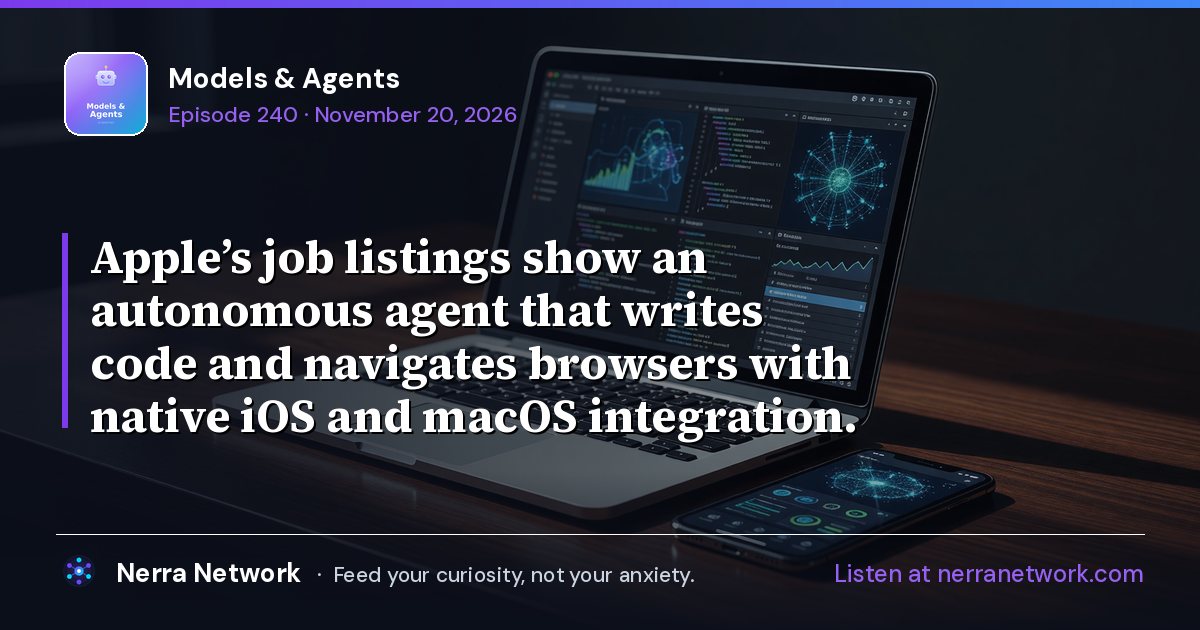 Models &
Agents
Models & Agents
Episode 240 · November 20, 2026
Apple’s job listings show an
autonomous agent that writes
code and navigates browsers with
native iOS and macOS integration.
Nerra Network · Feed your curiosity, not your anxiety.
Listen at nerranetwork.com